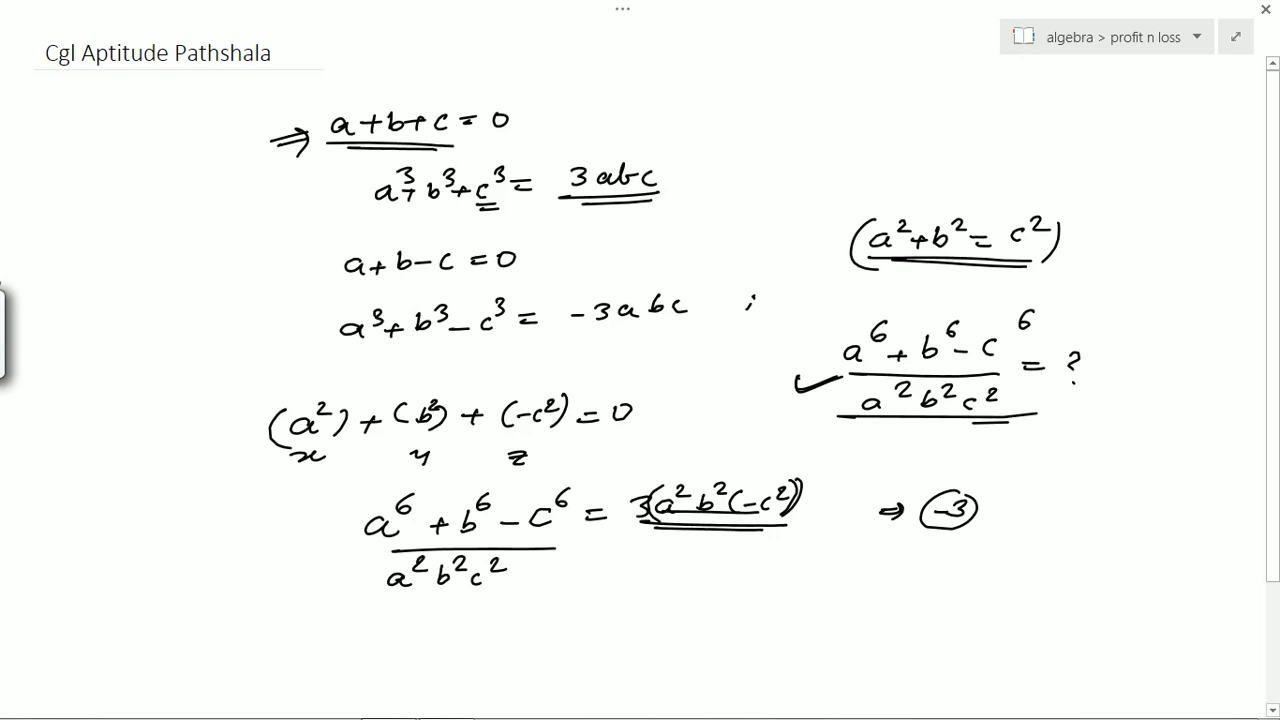 Cgl Aptitude Pathshala
algebra > profit n loss
⇒ a+b+c = 0
a³+b³+c³ = 3abc
a+b-c = 0
a³+b³-c³ = -3abc ;
(a²+b² = c²)
a⁶+b⁶-c⁶ = ?
a²b²c²
(a²)+(b²)+(-c²) = 0
x y z
a⁶+b⁶-c⁶ = 3(a²b²(-c²)) ⇒ -3
a²b²c²